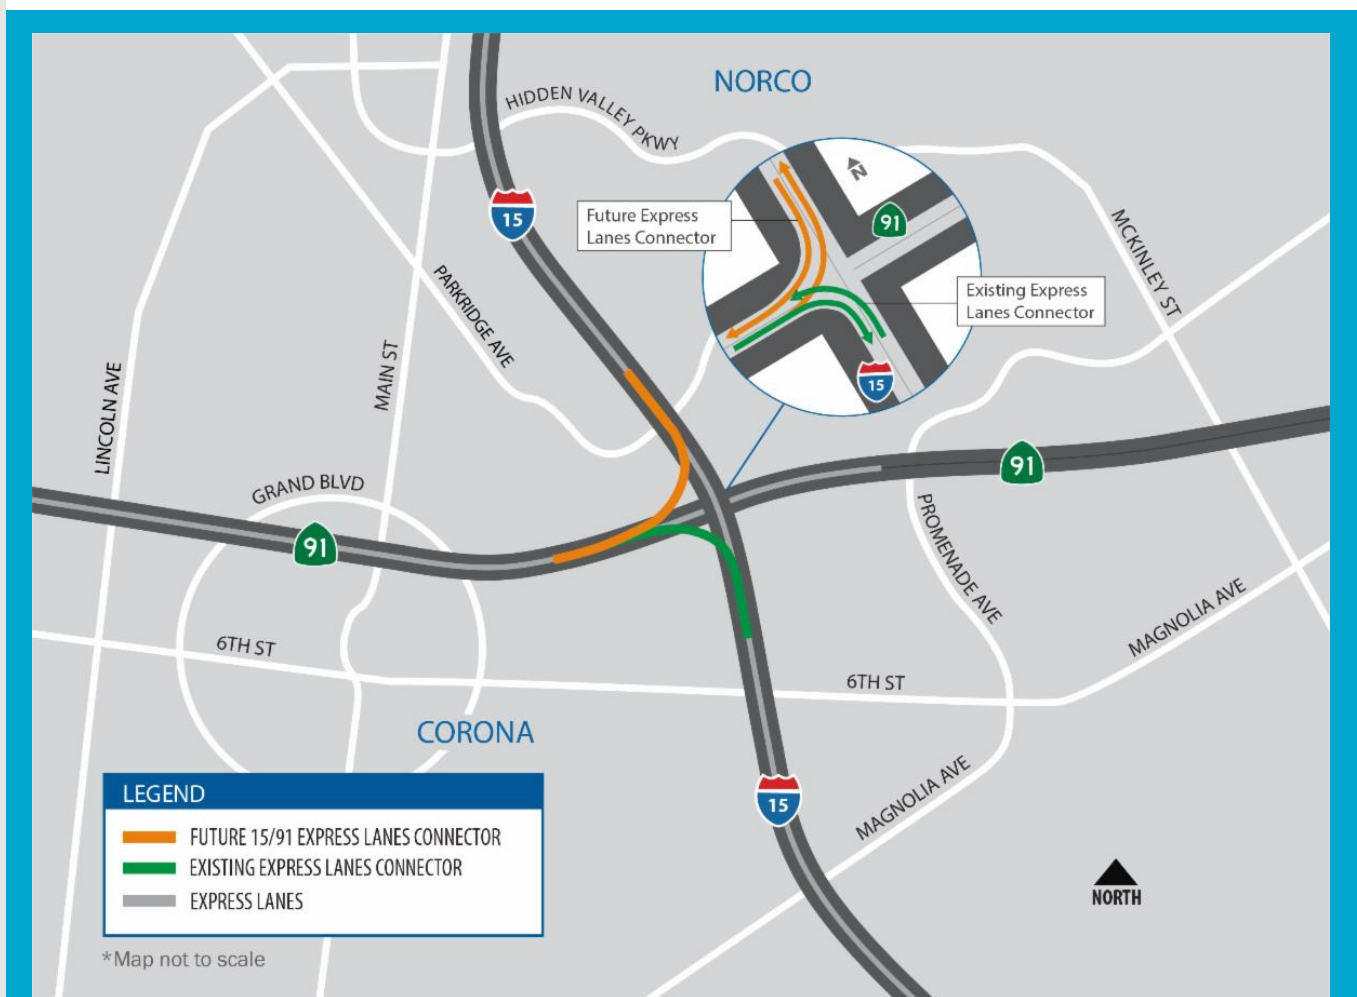 NORCO
HIDDEN VALLEY PKWY
15
Future Express
Lanes Connector
N
91
MCKINLEY ST
PARKRIDGE AVE
Existing Express
Lanes Connector
15
MAIN ST
LINCOLN AVE
GRAND BLVD
91
91
PROMENADE AVE
MAGNOLIA AVE
6TH ST
6TH ST
CORONA
15
MAGNOLIA AVE
LEGEND
FUTURE 15/91 EXPRESS LANES CONNECTOR
EXISTING EXPRESS LANES CONNECTOR
EXPRESS LANES
NORTH
*Map not to scale